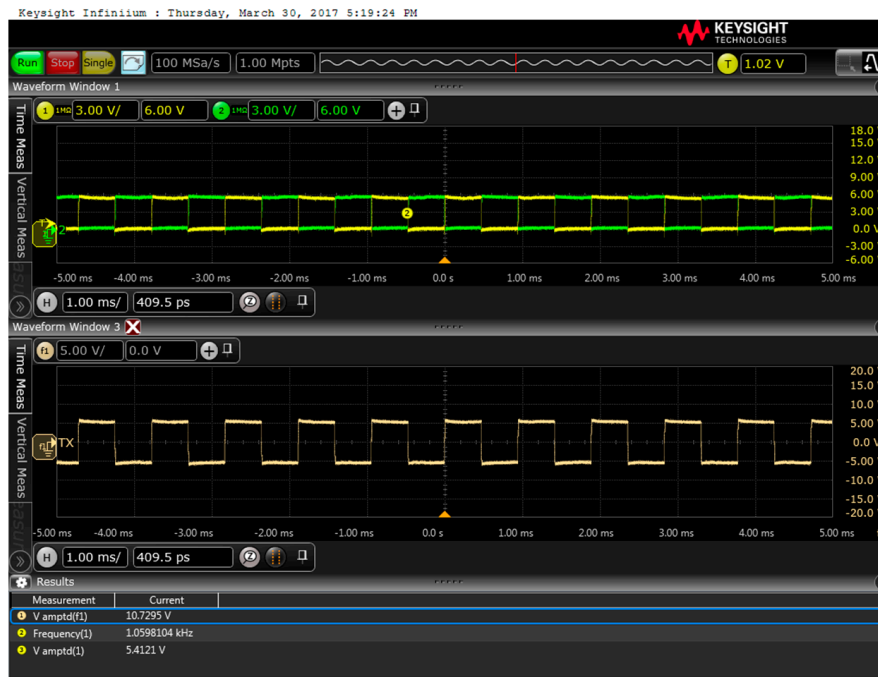 Keysight Infiniium : Thursday, March 30, 2017 5:19:24 PM
KEYSIGHT
TECHNOLOGIES
Run Stop Single 100 MSa/s 1.00 Mpts T 1.02 V
Waveform Window 1
Time Meas
Vertical Meas
1 1MΩ 3.00 V/ 6.00 V 2 1MΩ 3.00 V/ 6.00 V +
18.0
15.0
12.0
9.00
6.00
3.00
0.0 V
-3.00
-6.00
2
2
-5.00 ms -4.00 ms -3.00 ms -2.00 ms -1.00 ms 0.0 s 1.00 ms 2.00 ms 3.00 ms 4.00 ms 5.00 ms
H 1.00 ms/ 409.5 ps Z
Waveform Window 3 X
Time Meas
Vertical Meas
f1 5.00 V/ 0.0 V +
20.0
15.0
10.0
5.00
0.0 V
-5.00
-10.0
-15.0
-20.0
f1 TX
-5.00 ms -4.00 ms -3.00 ms -2.00 ms -1.00 ms 0.0 s 1.00 ms 2.00 ms 3.00 ms 4.00 ms 5.00 ms
H 1.00 ms/ 409.5 ps Z
Results
Measurement Current
1 V amptd(f1) 10.7295 V
2 Frequency(1) 1.0598104 kHz
3 V amptd(1) 5.4121 V